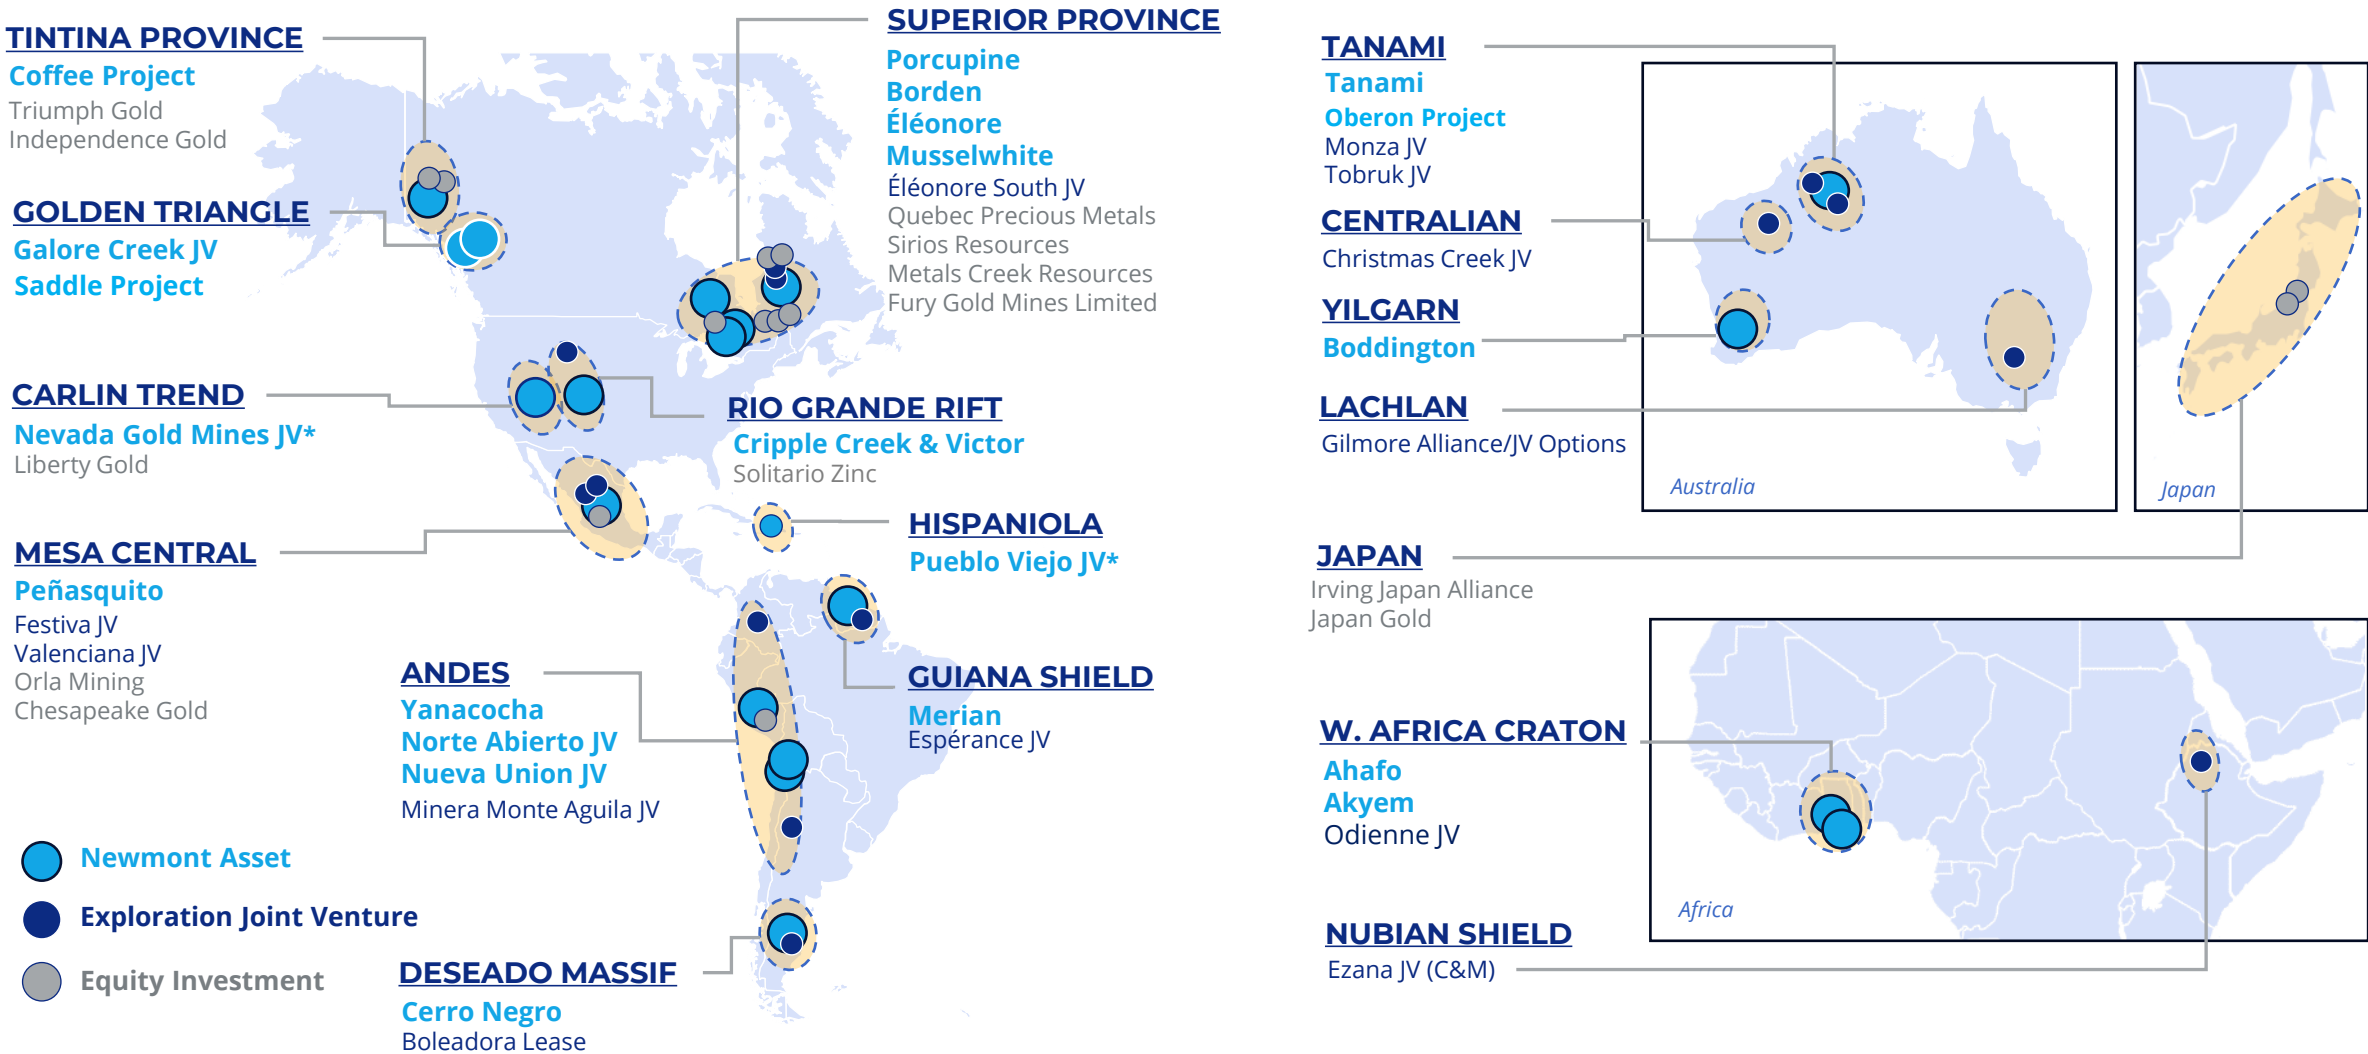 TINTINA PROVINCE
Coffee Project
Triumph Gold
Independence Gold
GOLDEN TRIANGLE
Galore Creek JV
Saddle Project
CARLIN TREND
Nevada Gold Mines JV*
Liberty Gold
MESA CENTRAL
Peñasquito
Festiva JV
Valenciana JV
Orla Mining
Chesapeake Gold
SUPERIOR PROVINCE
Porcupine
Borden
Éléonore
Musselwhite
Éléonore South JV
Quebec Precious Metals
Sirios Resources
Metals Creek Resources
Fury Gold Mines Limited
RIO GRANDE RIFT
Cripple Creek & Victor
Solitario Zinc
HISPANIOLA
Pueblo Viejo JV*
GUIANA SHIELD
Merian
Espérance JV
ANDES
Yanacocha
Norte Abierto JV
Nueva Union JV
Minera Monte Aguila JV
DESEADO MASSIF
Cerro Negro
Boleadora Lease
Newmont Asset
Exploration Joint Venture
Equity Investment
TANAMI
Tanami
Oberon Project
Monza JV
Tobruk JV
CENTRALIAN
Christmas Creek JV
YILGARN
Boddington
LACHLAN
Gilmore Alliance/JV Options
Australia
Japan
JAPAN
Irving Japan Alliance
Japan Gold
W. AFRICA CRATON
Ahafo
Akyem
Odienne JV
Africa
NUBIAN SHIELD
Ezana JV (C&M)